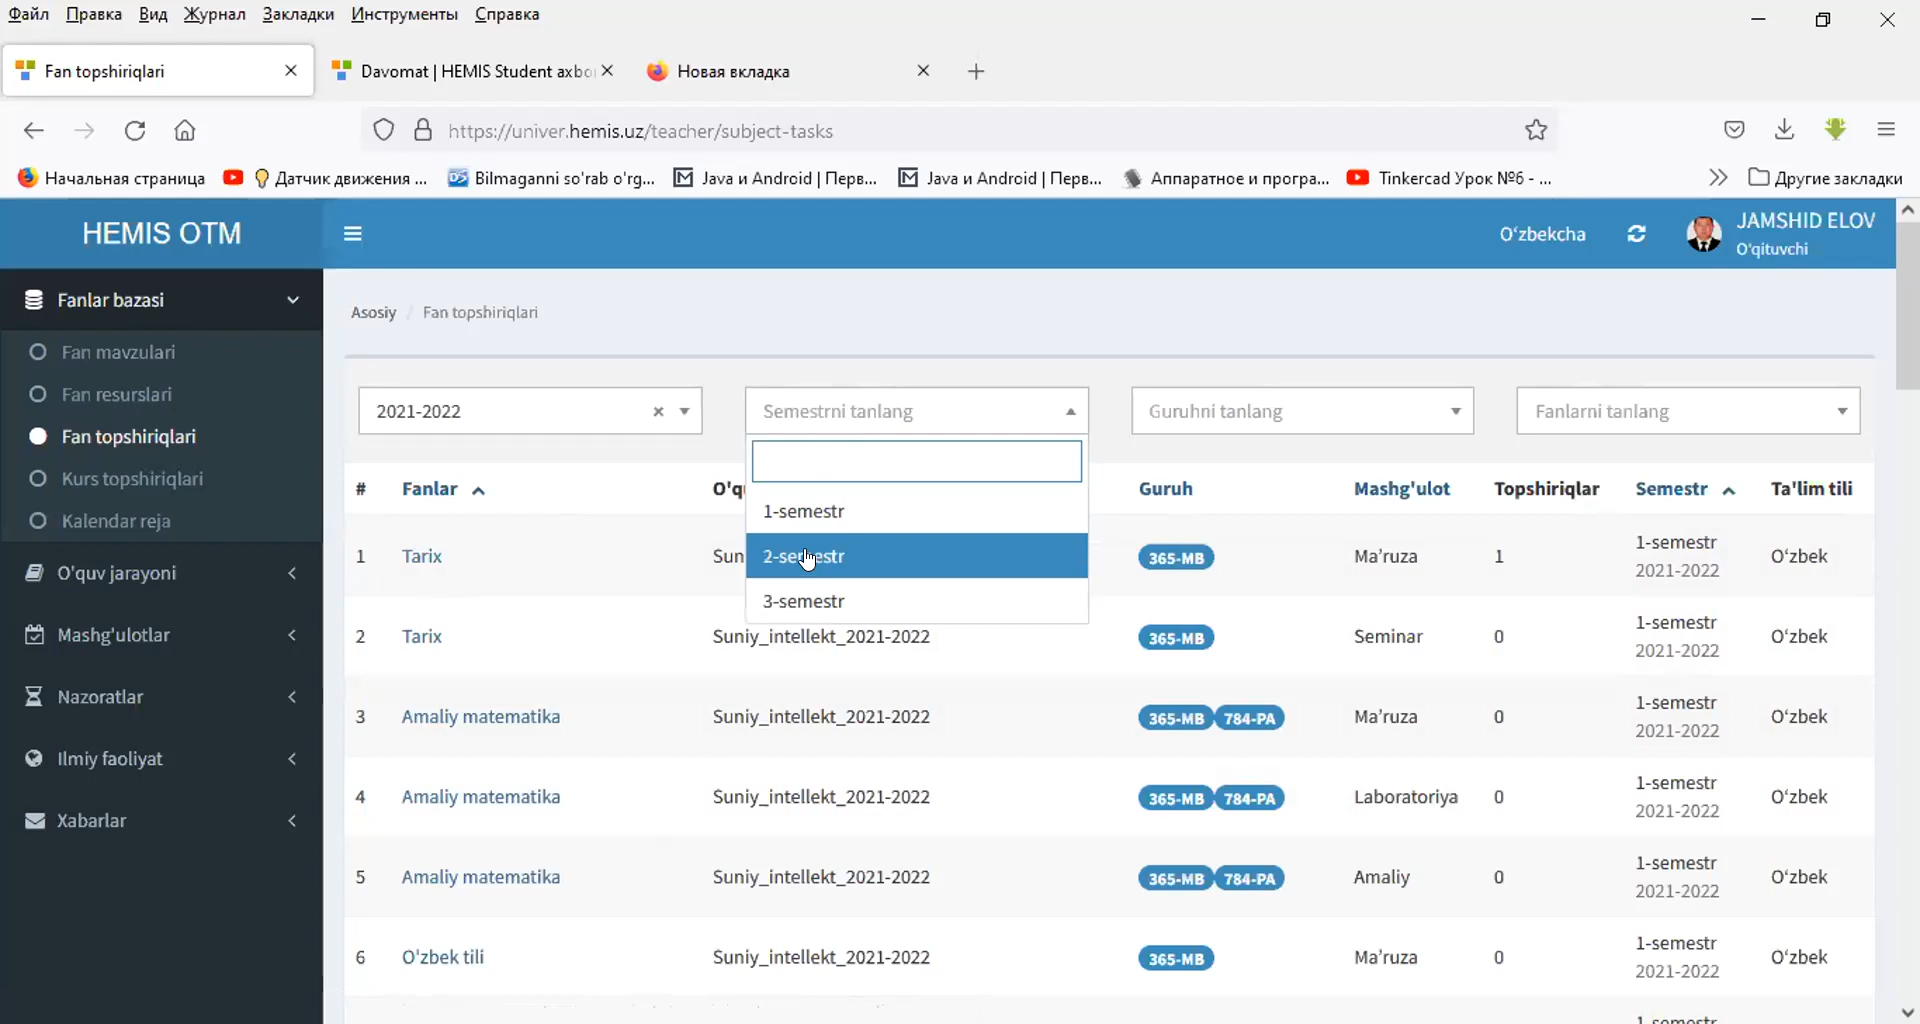 Файл Правка Вид Журнал Закладки Инструменты Справка
Fan topshiriqlari
Davomat | HEMIS Student axbo
Новая вкладка
https://univer.hemis.uz/teacher/subject-tasks
Начальная страница
Датчик движения ...
Bilmaganni so'rab o'rg...
Java и Android | Перв...
Java и Android | Перв...
Аппаратное и програ...
Tinkercad Урок №6 - ...
Другие закладки
HEMIS OTM
O‘zbekcha
JAMSHID ELOV
O‘qituvchi
Fanlar bazasi
Fan mavzulari
Fan resurslari
Fan topshiriqlari
Kurs topshiriqlari
Kalendar reja
O'quv jarayoni
Mashg'ulotlar
Nazoratlar
Ilmiy faoliyat
Xabarlar
Asosiy / Fan topshiriqlari
2021-2022
Semestrni tanlang
Guruhni tanlang
Fanlarni tanlang
1-semestr
2-semestr
3-semestr
# Fanlar O'q Guruh Mashg'ulot Topshiriqlar Semestr Ta'lim tili
1 Tarix Sun 365-MB Ma’ruza 1 1-semestr O‘zbek
2021-2022
2 Tarix Suniy_intellekt_2021-2022 365-MB Seminar 0 1-semestr O‘zbek
2021-2022
3 Amaliy matematika Suniy_intellekt_2021-2022 365-MB 784-PA Ma’ruza 0 1-semestr O‘zbek
2021-2022
4 Amaliy matematika Suniy_intellekt_2021-2022 365-MB 784-PA Laboratoriya 0 1-semestr O‘zbek
2021-2022
5 Amaliy matematika Suniy_intellekt_2021-2022 365-MB 784-PA Amaliy 0 1-semestr O‘zbek
2021-2022
6 O'zbek tili Suniy_intellekt_2021-2022 365-MB Ma’ruza 0 1-semestr O‘zbek
2021-2022
1-semestr